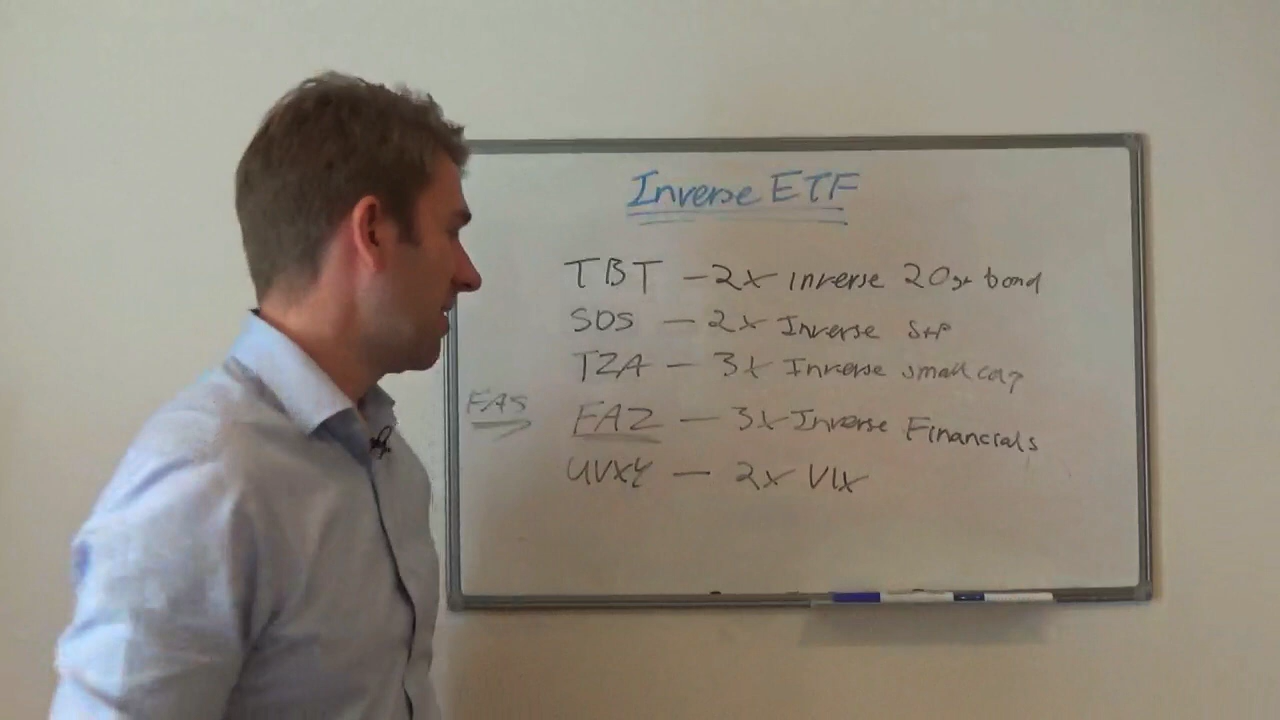 Inverse ETF
TBT - 2x inverse 20yr bond
SDS - 2x Inverse S+P
TZA - 3x Inverse small cap
FAS
FAZ - 3x Inverse Financials
UVXY - 2x VIX